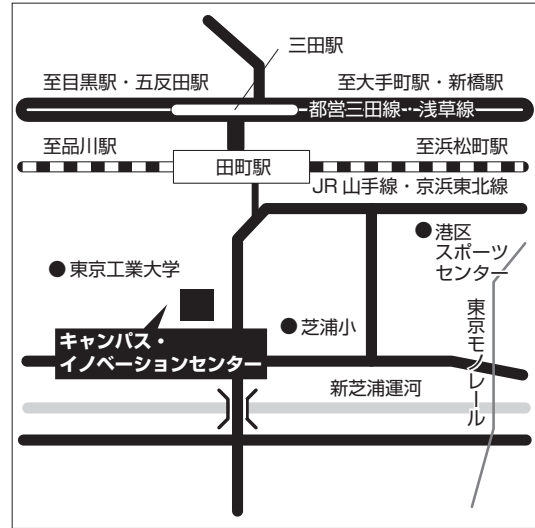 三田駅
至目黒駅・五反田駅
至大手町駅・新橋駅
都営三田線・浅草線
至品川駅
至浜松町駅
田町駅
JR山手線・京浜東北線
港区
スポーツ
センター
東京工業大学
芝浦小
東京モノレール
キャンパス・
イノベーションセンター
新芝浦運河